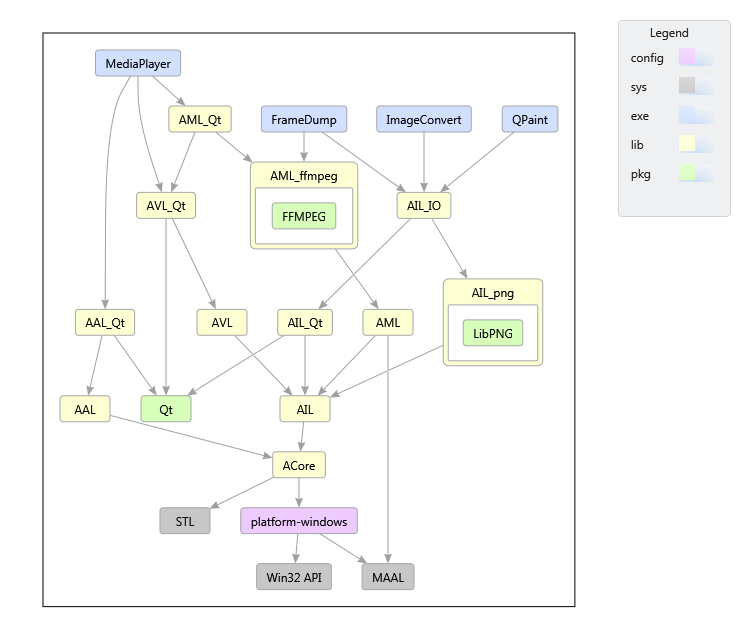 Legend
config
sys
exe
lib
pkg
MediaPlayer
AML_Qt
FrameDump
ImageConvert
QPaint
AML_ffmpeg
FFMPEG
AVL_Qt
AIL_IO
AIL_png
LibPNG
AAL_Qt
AVL
AIL_Qt
AML
AAL
Qt
AIL
ACore
STL
platform-windows
Win32 API
MAAL